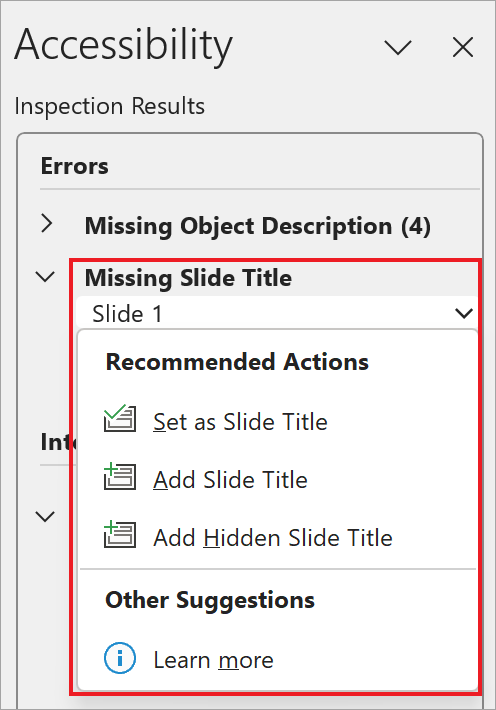 Accessibility
Inspection Results
Errors
Missing Object Description (4)
Missing Slide Title
Slide 1
Recommended Actions
Set as Slide Title
Add Slide Title
Add Hidden Slide Title
Other Suggestions
Learn more